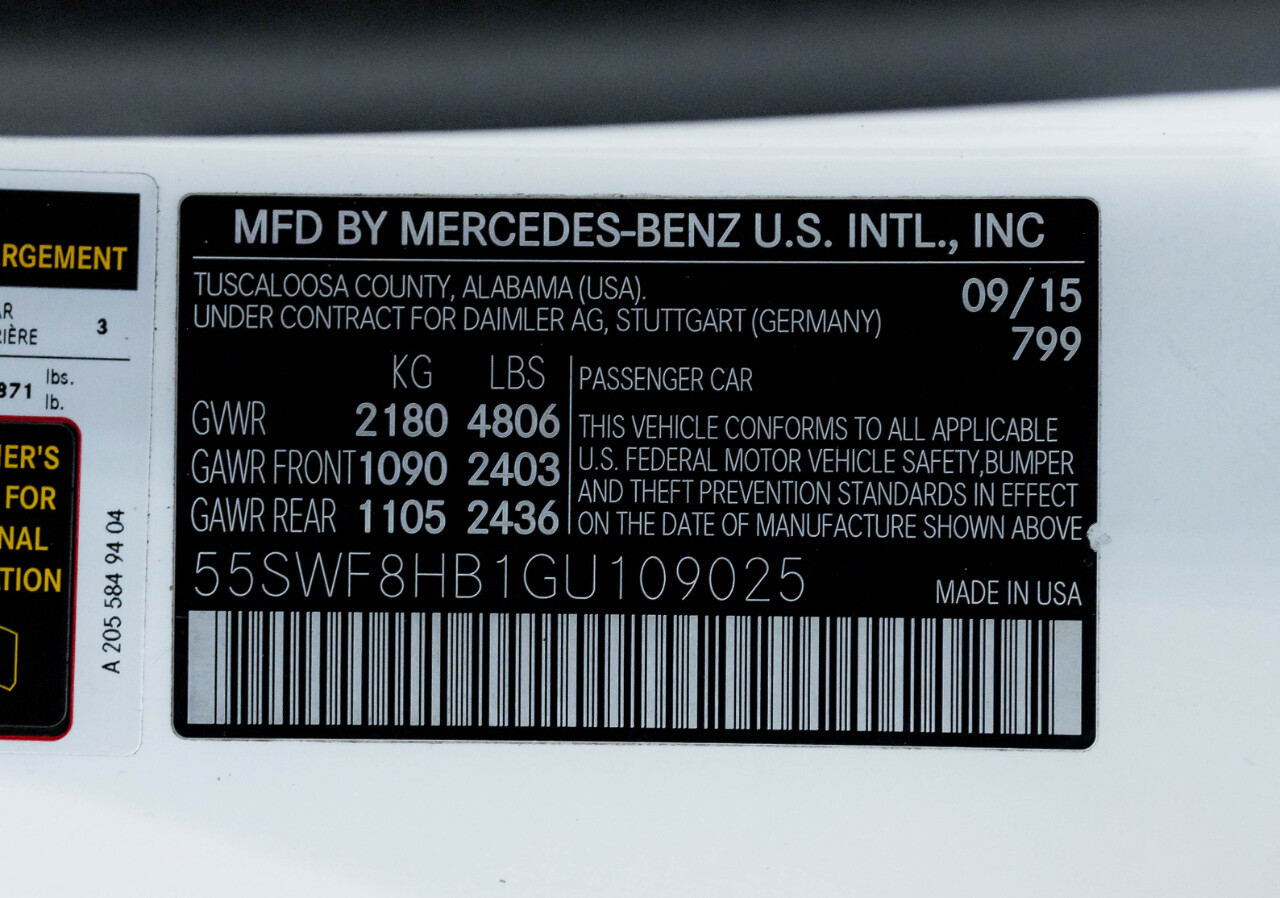 RGEMENT
3
871 lbs.
lb.
FOR
A 205 584 94 04
MFD BY MERCEDES-BENZ U.S. INTL., INC
TUSCALOOSA COUNTY, ALABAMA (USA).
UNDER CONTRACT FOR DAIMLER AG, STUTTGART (GERMANY)
09/15
799
KG LBS
GVWR 2180 4806
GAWR FRONT 1090 2403
GAWR REAR 1105 2436
PASSENGER CAR
THIS VEHICLE CONFORMS TO ALL APPLICABLE
U.S. FEDERAL MOTOR VEHICLE SAFETY,BUMPER
AND THEFT PREVENTION STANDARDS IN EFFECT
ON THE DATE OF MANUFACTURE SHOWN ABOVE
55SWF8HB1GU109025
MADE IN USA